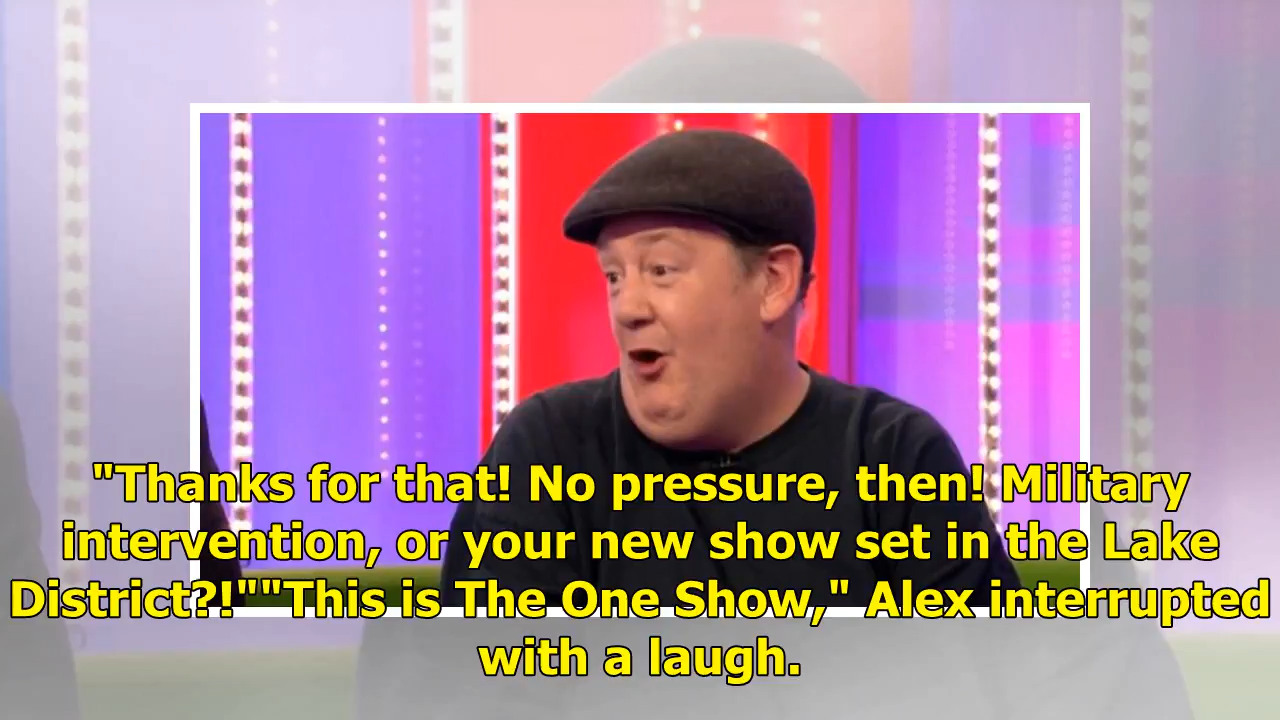 "Thanks for that! No pressure, then! Military
intervention, or your new show set in the Lake
District?!""This is The One Show," Alex interrupted
with a laugh.